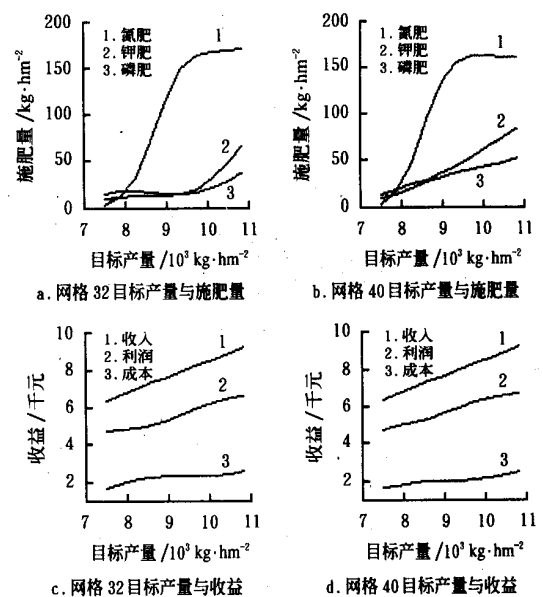 200
1.氮肥
2.钾肥
3.磷肥
1
150
100
50
0
2
3
施肥量/kg·hm⁻²
7 8 9 10 11
目标产量/10³ kg·hm⁻²
a.网格32目标产量与施肥量
200
1.氮肥
2.钾肥
3.磷肥
1
150
100
50
0
2
3
施肥量/kg·hm⁻²
7 8 9 10 11
目标产量/10³ kg·hm⁻²
b.网格40目标产量与施肥量
10
1.收入
2.利润
3.成本
1
8
6
4
2
2
3
收益/千元
7 8 9 10 11
目标产量/10³ kg·hm⁻²
c.网格32目标产量与收益
10
1.收入
2.利润
3.成本
1
8
6
4
2
2
3
收益/千元
7 8 9 10 11
目标产量/10³ kg·hm⁻²
d.网格40目标产量与收益